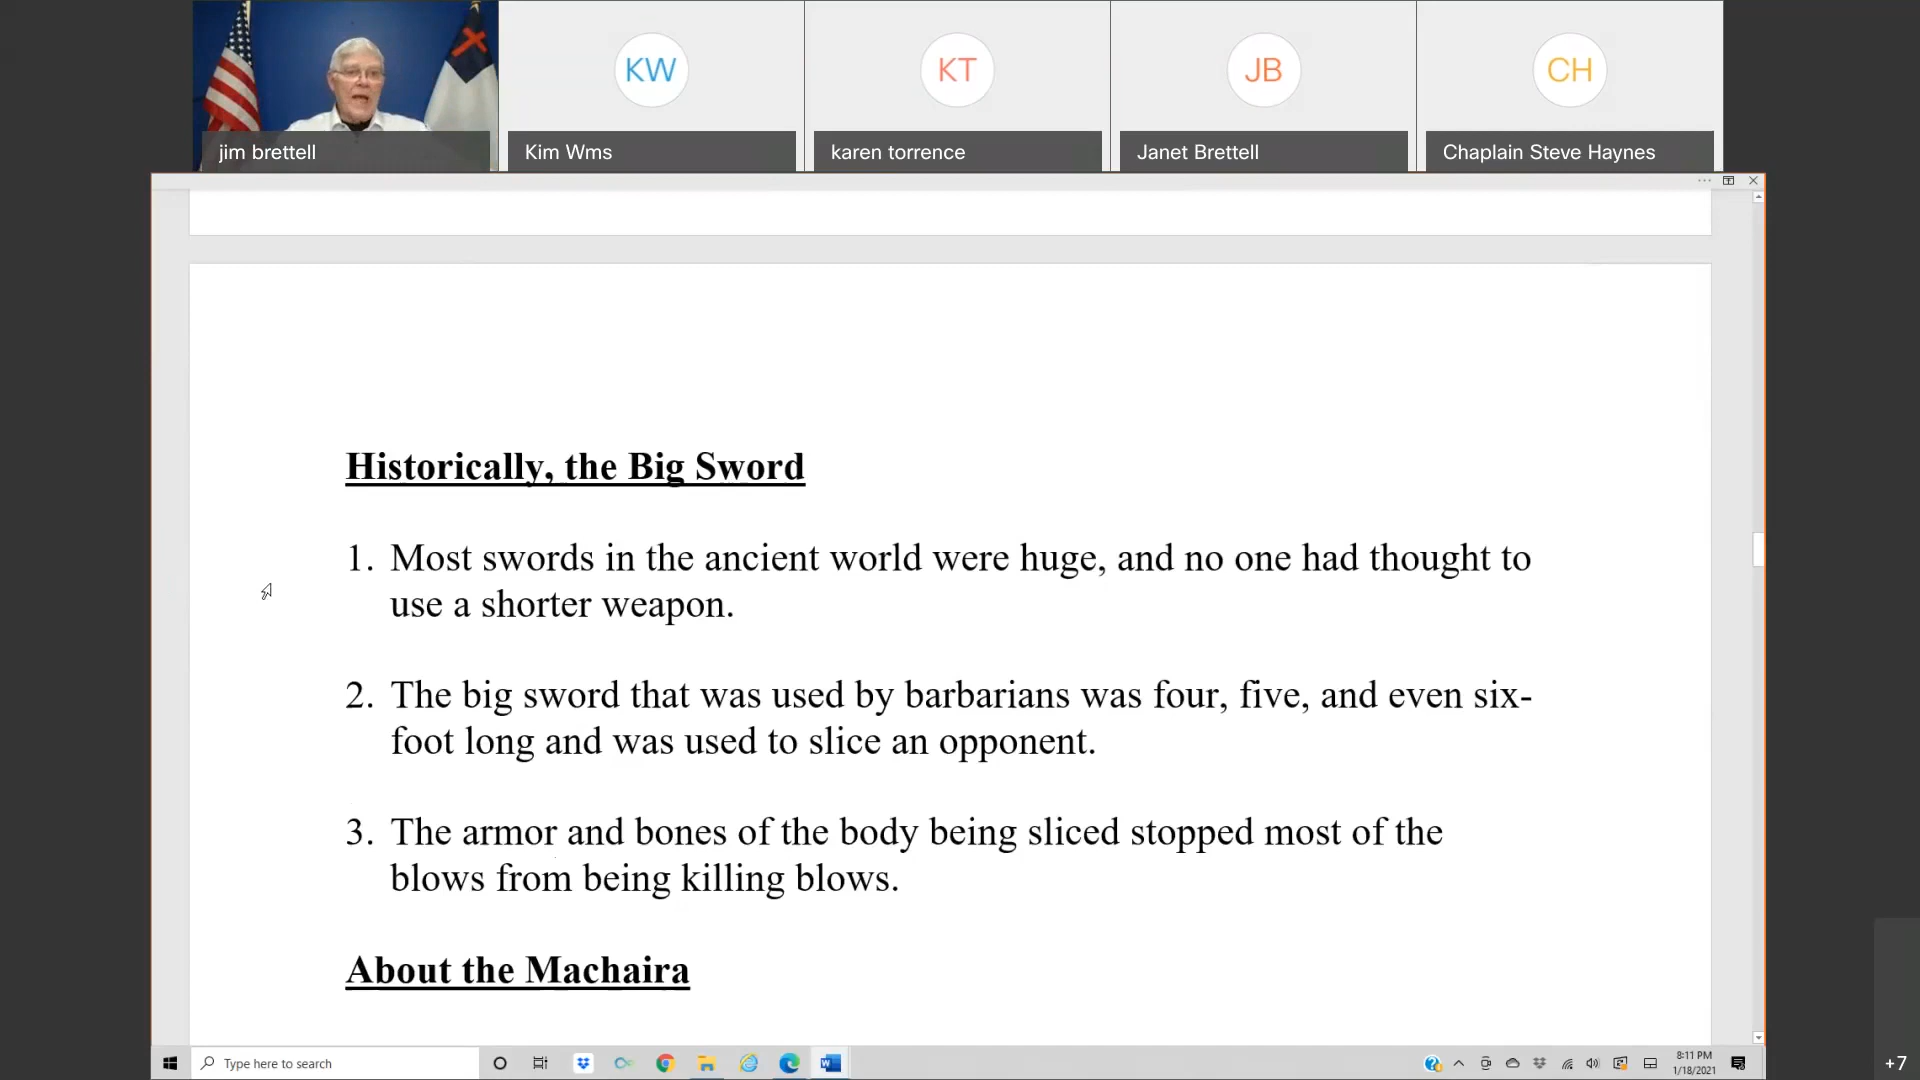 KW
KT
JB
CH
jim brettell
Kim Wms
karen torrence
Janet Brettell
Chaplain Steve Haynes
Historically, the Big Sword
1. Most swords in the ancient world were huge, and no one had thought to
use a shorter weapon.
2. The big sword that was used by barbarians was four, five, and even six-
foot long and was used to slice an opponent.
3. The armor and bones of the body being sliced stopped most of the
blows from being killing blows.
About the Machaira
Type here to search
8:11 PM
1/18/2021
+7